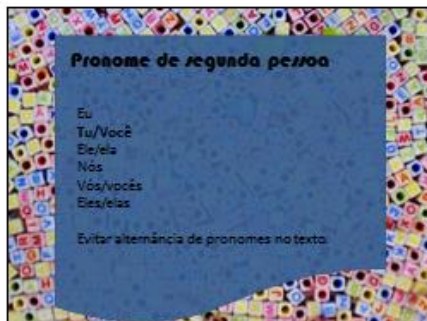 Pronome de segunda pessoa
Eu
Tu/Você
Ele/ela
Nós
Vós/vocês
Eles/elas
Evitar alternância de pronomes no texto.